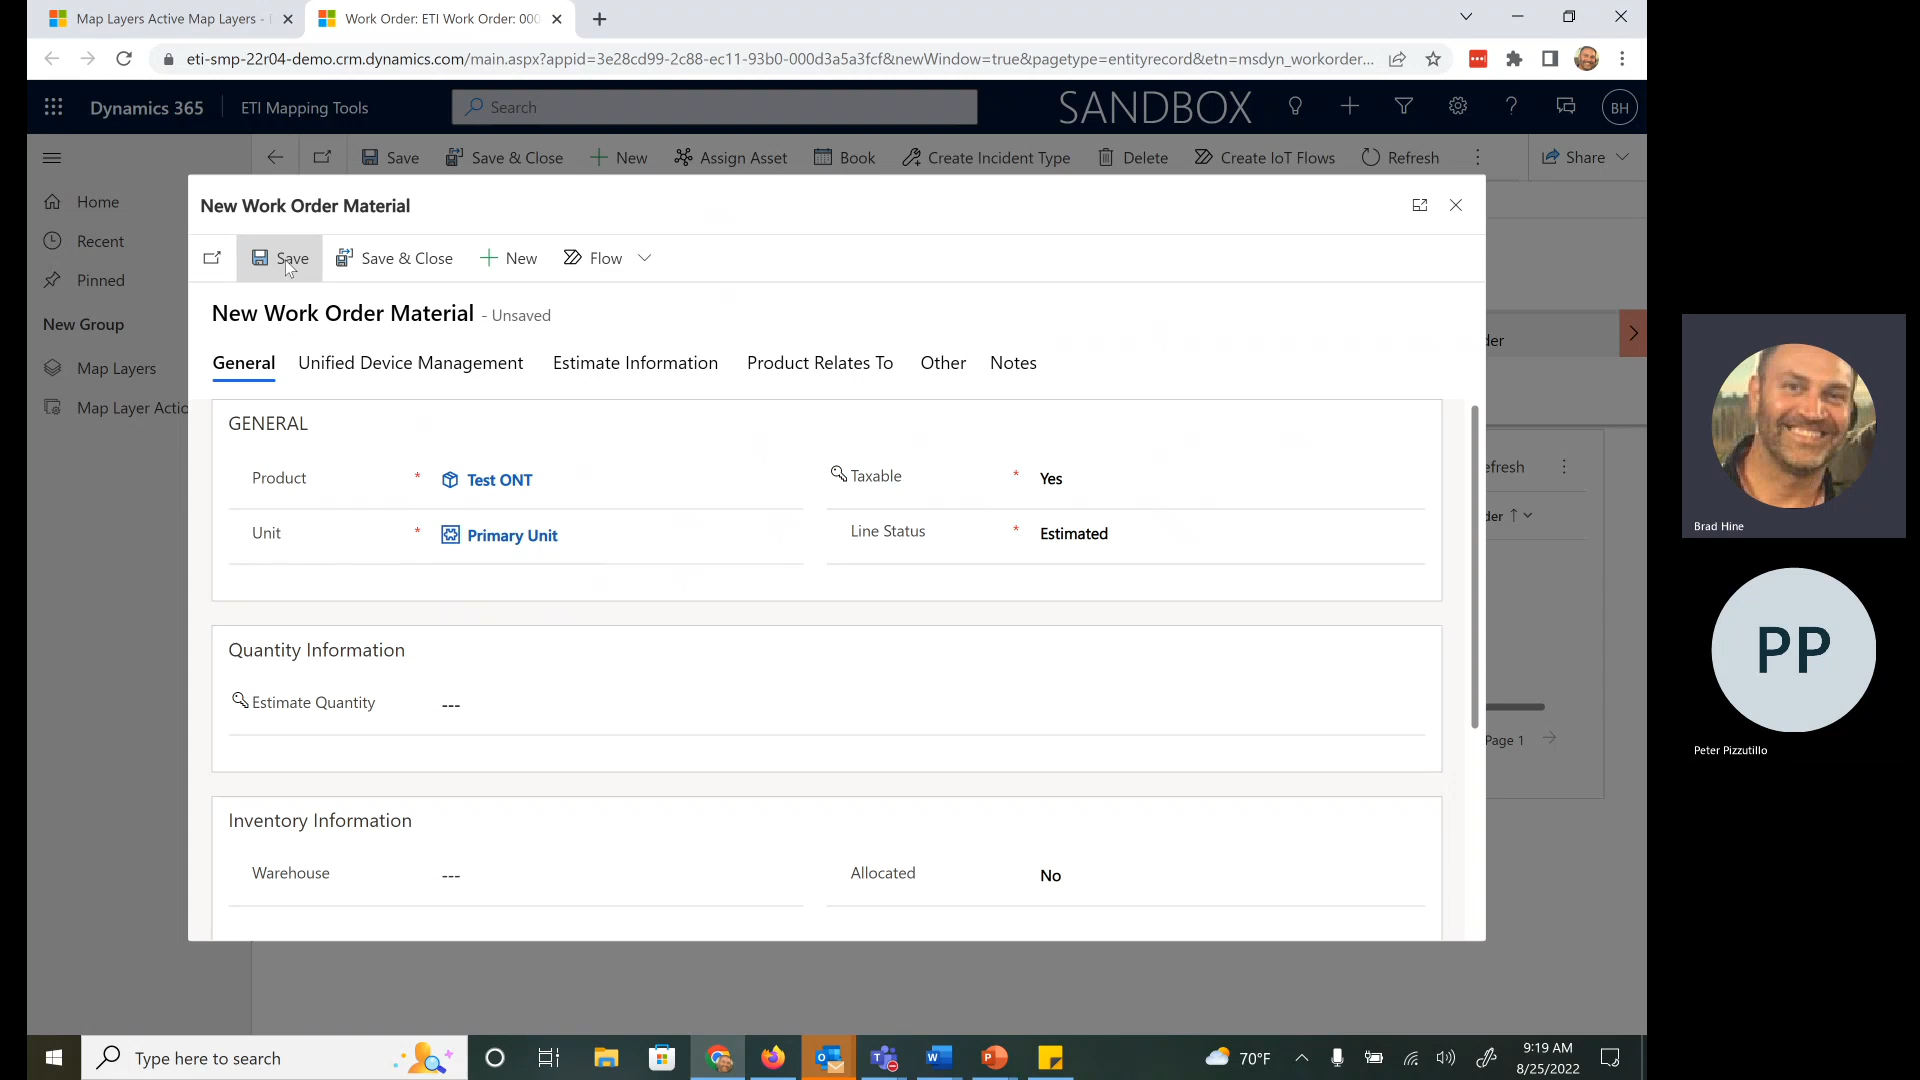 Map Layers Active Map Layers -
Work Order: ETI Work Order: 000
eti-smp-22r04-demo.crm.dynamics.com/main.aspx?appid=3e28cd99-2c88-ec11-93b0-000d3a5a3fcf&newWindow=true&pagetype=entityrecord&etn=msdyn_workorder...
Dynamics 365
ETI Mapping Tools
Search
SANDBOX
BH
Save
Save & Close
New
Assign Asset
Book
Create Incident Type
Delete
Create IoT Flows
Refresh
Share
Home
Recent
Pinned
New Group
Map Layers
Map Layer Actio
New Work Order Material
Save
Save & Close
New
Flow
New Work Order Material - Unsaved
General
Unified Device Management
Estimate Information
Product Relates To
Other
Notes
GENERAL
Product * Test ONT
Taxable * Yes
Unit * Primary Unit
Line Status * Estimated
Quantity Information
Estimate Quantity ---
Inventory Information
Warehouse ---
Allocated No
der
efresh
der
Page 1
Brad Hine
PP
Peter Pizzutillo
Type here to search
70°F
9:19 AM
8/25/2022